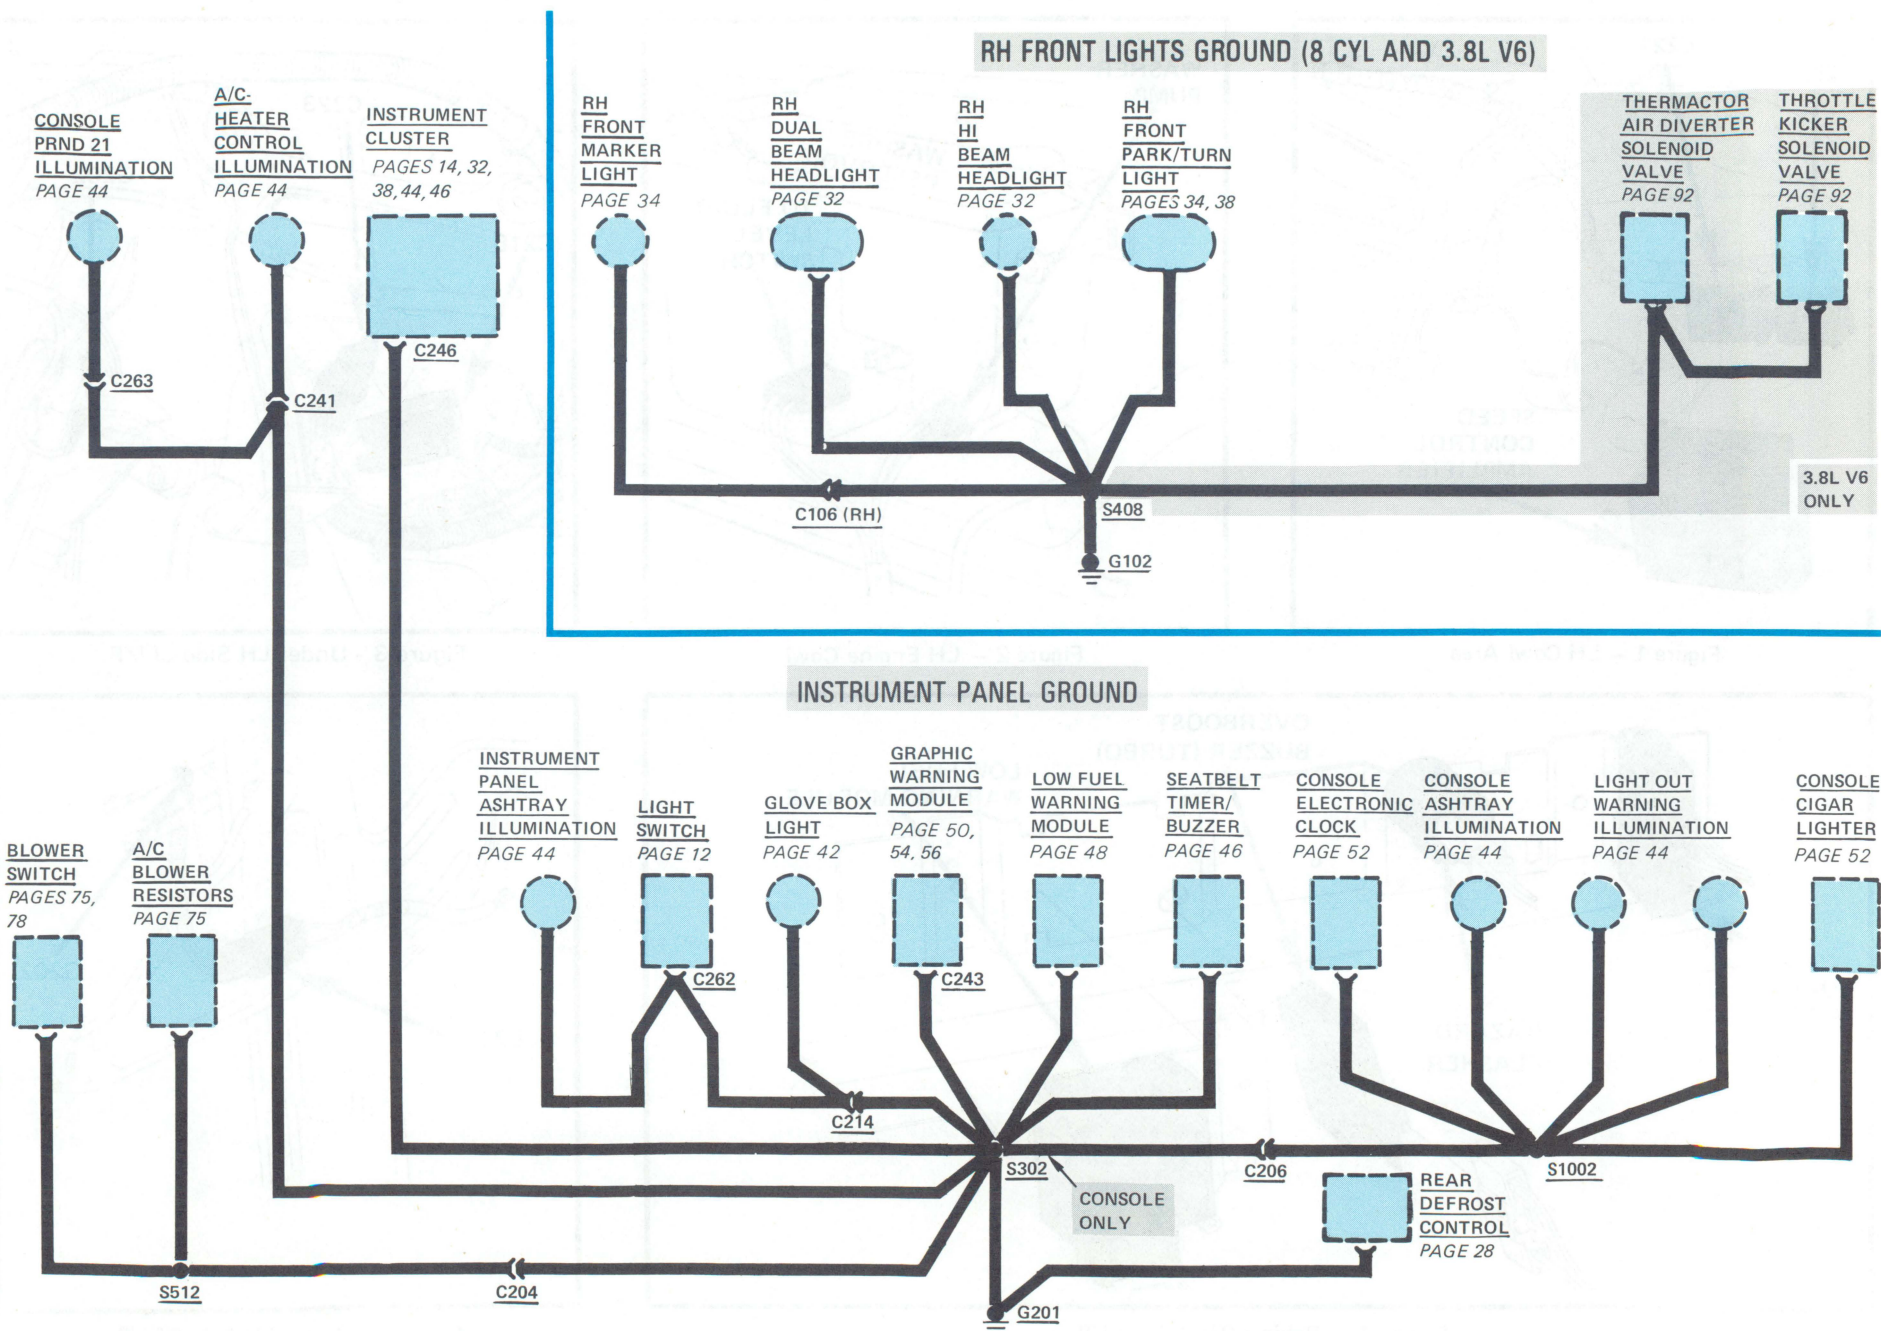 RH FRONT LIGHTS GROUND (8 CYL AND 3.8L V6)
CONSOLE
PRND 21
ILLUMINATION
PAGE 44
A/C-
HEATER
CONTROL
ILLUMINATION
PAGE 44
INSTRUMENT
CLUSTER
PAGES 14, 32,
38, 44, 46
RH
FRONT
MARKER
LIGHT
PAGE 34
RH
DUAL
BEAM
HEADLIGHT
PAGE 32
RH
HI
BEAM
HEADLIGHT
PAGE 32
RH
FRONT
PARK/TURN
LIGHT
PAGES 34, 38
THERMACTOR
AIR DIVERTER
SOLENOID
VALVE
PAGE 92
THROTTLE
KICKER
SOLENOID
VALVE
PAGE 92
C246
C263
C241
3.8L V6
ONLY
C106 (RH)
S408
G102
INSTRUMENT PANEL GROUND
BLOWER
SWITCH
PAGES 75,
78
A/C
BLOWER
RESISTORS
PAGE 75
INSTRUMENT
PANEL
ASHTRAY
ILLUMINATION
PAGE 44
LIGHT
SWITCH
PAGE 12
GLOVE BOX
LIGHT
PAGE 42
GRAPHIC
WARNING
MODULE
PAGE 50,
54, 56
LOW FUEL
WARNING
MODULE
PAGE 48
SEATBELT
TIMER/
BUZZER
PAGE 46
CONSOLE
ELECTRONIC
CLOCK
PAGE 52
CONSOLE
ASHTRAY
ILLUMINATION
PAGE 44
LIGHT OUT
WARNING
ILLUMINATION
PAGE 44
CONSOLE
CIGAR
LIGHTER
PAGE 52
C262
C243
C214
S302
C206
S1002
CONSOLE
ONLY
REAR
DEFROST
CONTROL
PAGE 28
S512
C204
G201